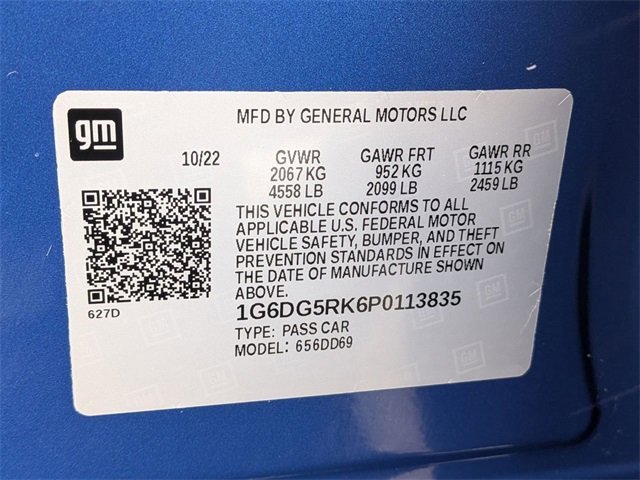 gm
MFD BY GENERAL MOTORS LLC
10/22 GVWR GAWR FRT GAWR RR
2067 KG 952 KG 1115 KG
4558 LB 2099 LB 2459 LB
THIS VEHICLE CONFORMS TO ALL
APPLICABLE U.S. FEDERAL MOTOR
VEHICLE SAFETY, BUMPER, AND THEFT
PREVENTION STANDARDS IN EFFECT ON
THE DATE OF MANUFACTURE SHOWN
ABOVE.
627D
1G6DG5RK6P0113835
TYPE: PASS CAR
MODEL: 656DD69